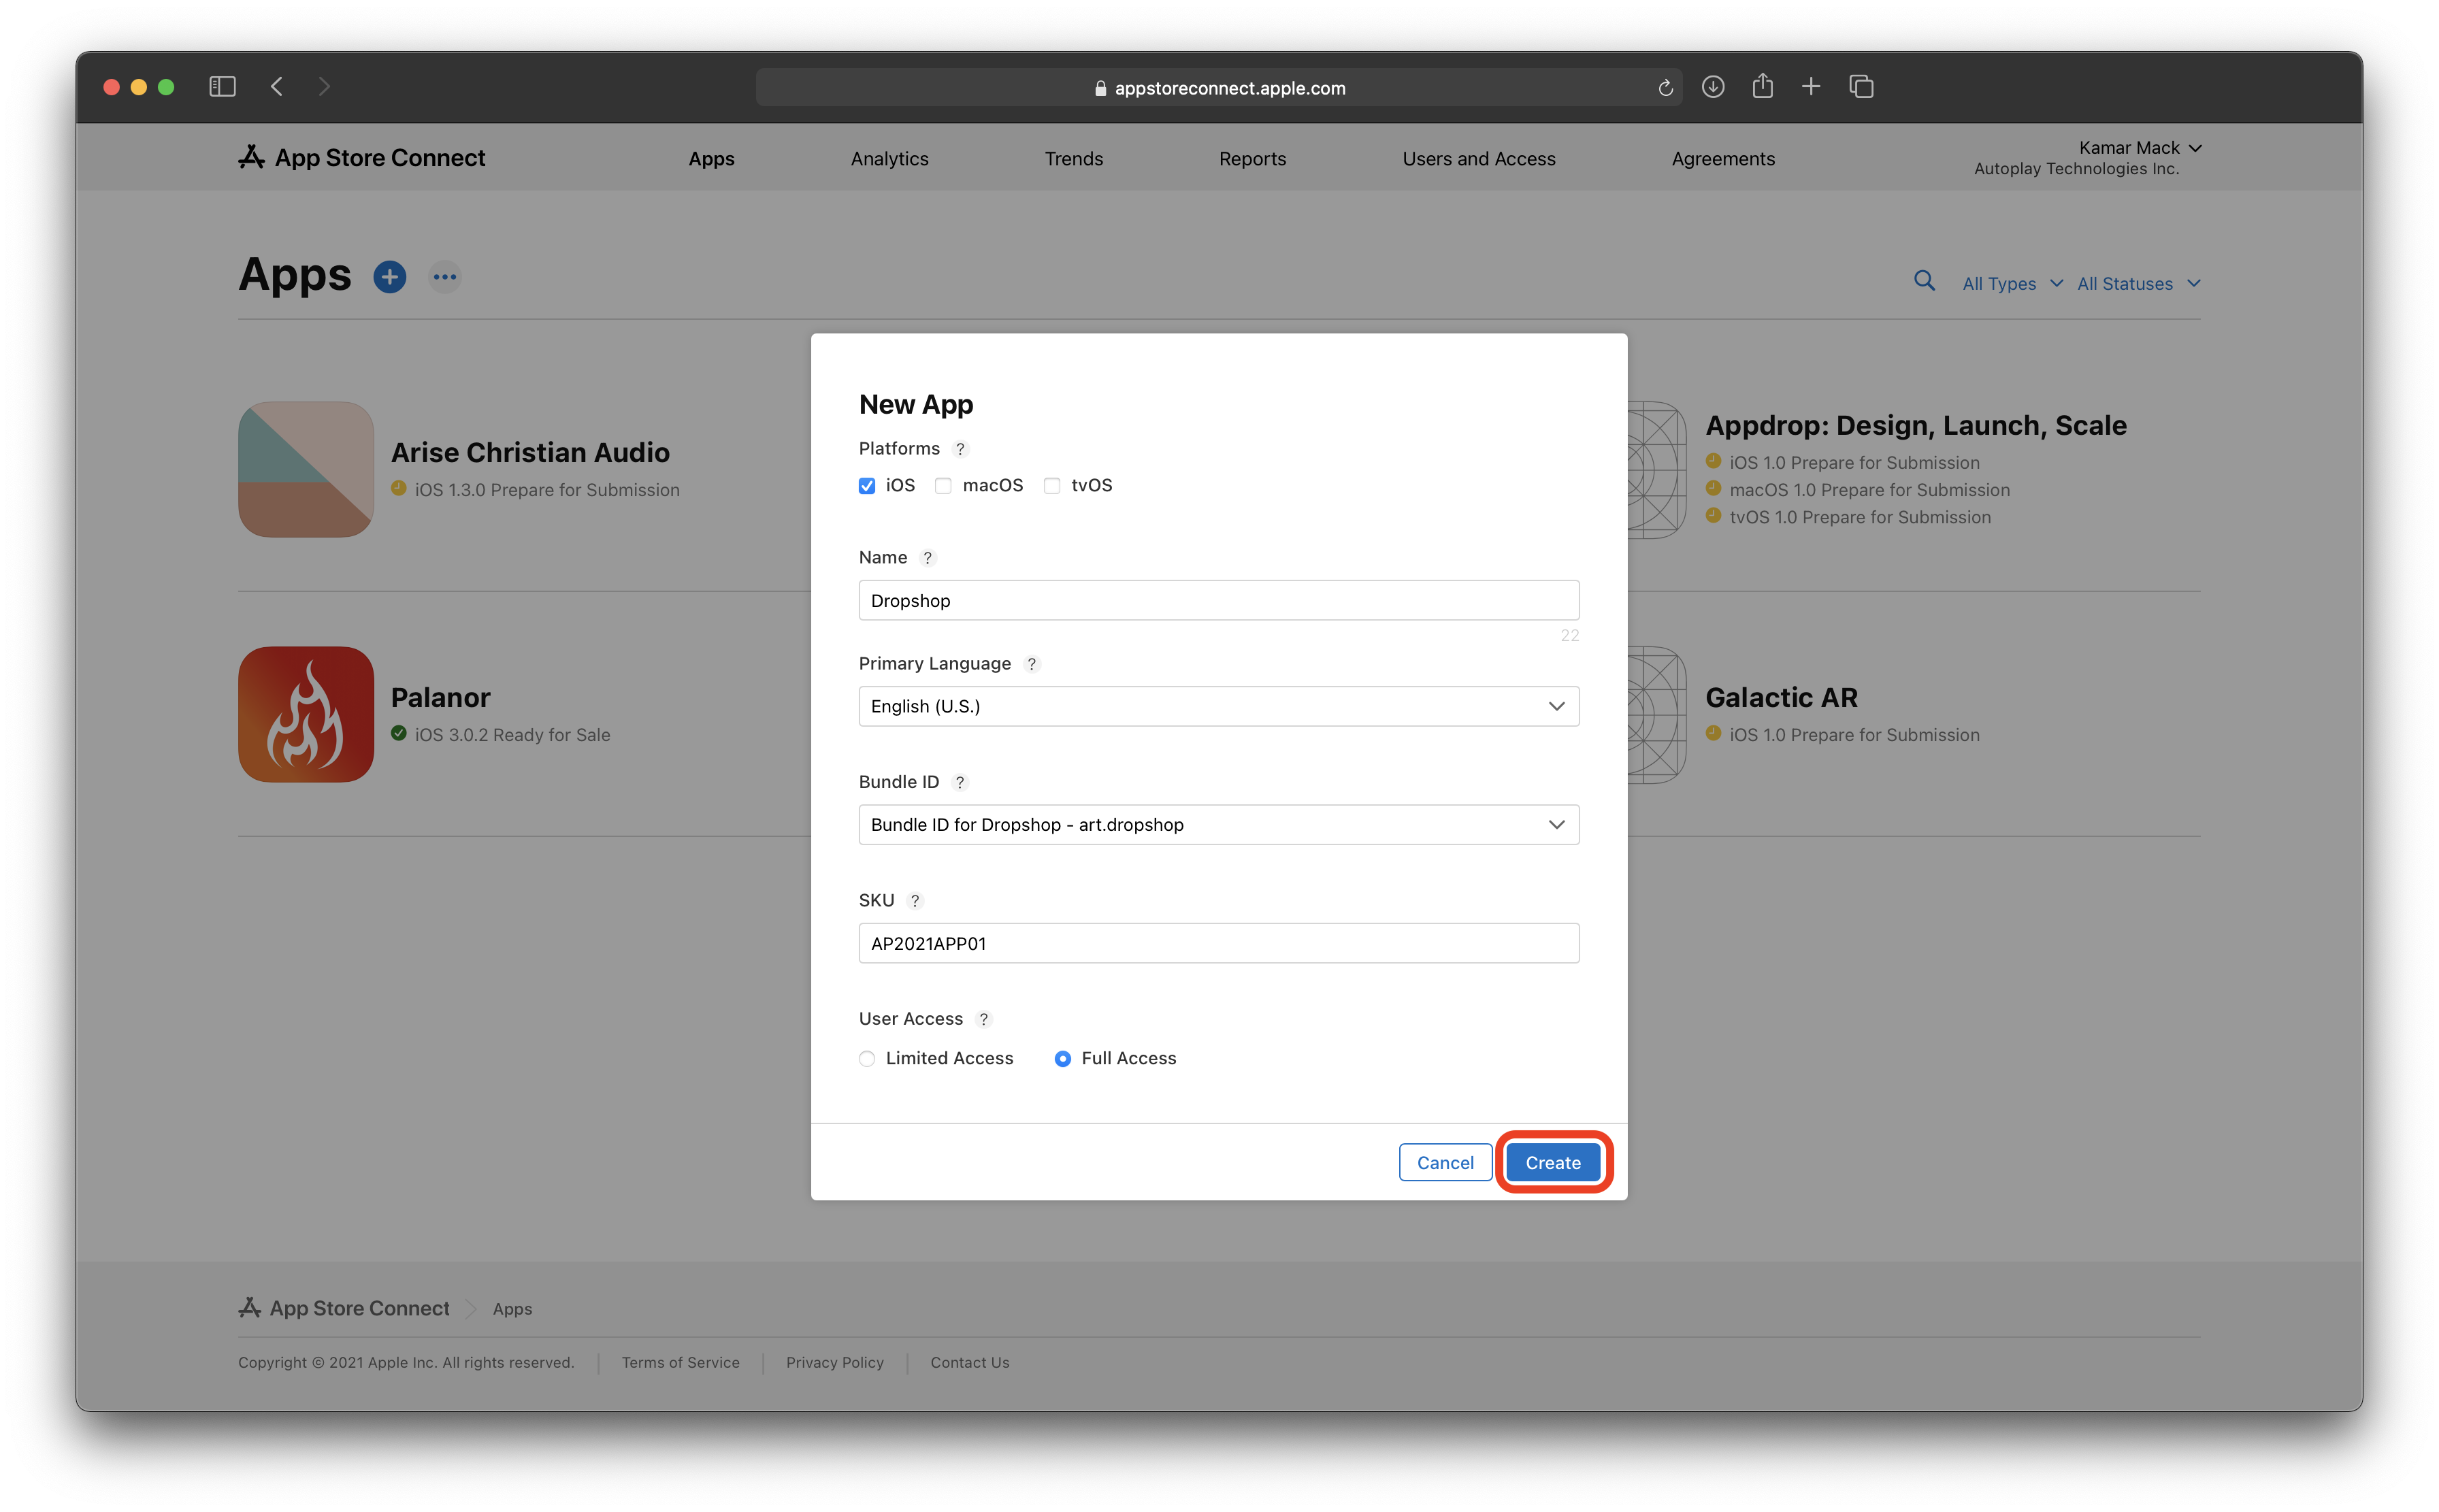 appstoreconnect.apple.com
App Store Connect
Apps
Analytics
Trends
Reports
Users and Access
Agreements
Kamar Mack
Autoplay Technologies Inc.
Apps
All Types
All Statuses
Arise Christian Audio
iOS 1.3.0 Prepare for Submission
Appdrop: Design, Launch, Scale
iOS 1.0 Prepare for Submission
macOS 1.0 Prepare for Submission
tvOS 1.0 Prepare for Submission
Palanor
iOS 3.0.2 Ready for Sale
Galactic AR
iOS 1.0 Prepare for Submission
New App
Platforms ?
iOS macOS tvOS
Name ?
Dropshop
22
Primary Language ?
English (U.S.)
Bundle ID ?
Bundle ID for Dropshop - art.dropshop
SKU ?
AP2021APP01
User Access ?
Limited Access Full Access
Cancel Create
App Store Connect Apps
Copyright © 2021 Apple Inc. All rights reserved. Terms of Service Privacy Policy Contact Us